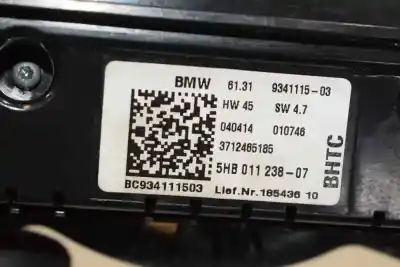 BMW 61.31 9341115-03
HW 45 SW 4.7
040414 010746
3712465185
5HB 011 238-07
BC934111503 Lief.Nr.185436 10
BHTC